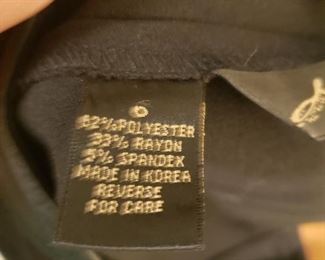 6
62% POLYESTER
33% RAYON
5% SPANDEX
MADE IN KOREA
REVERSE
FOR CARE